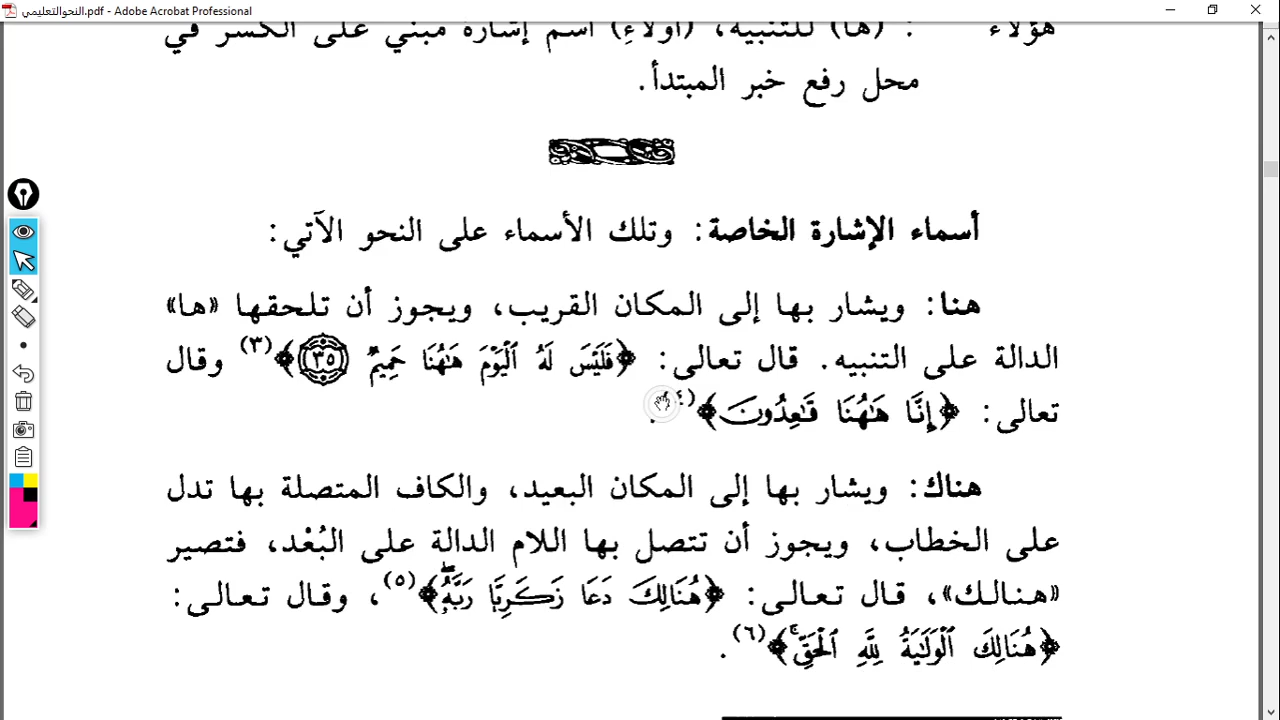 النحوالتعليمي.pdf - Adobe Acrobat Professional
هؤلاء : (ها) للتنبيه، (أولاءِ) اسم إشارة مبني على الكسر في
محل رفع خبر المبتدأ.
أسماء الإشارة الخاصة: وتلك الأسماء على النحو الآتي:
هنا: ويشار بها إلى المكان القريب، ويجوز أن تلحقها «ها»
الدالة على التنبيه. قال تعالى: ﴿فَلَيْسَ لَهُ ٱلْيَوْمَ هَٰهُنَا حَمِيمٌ ٣٥﴾(٣) وقال
تعالى: ﴿إِنَّا هَٰهُنَا قَٰعِدُونَ﴾(٤).
هناك: ويشار بها إلى المكان البعيد، والكاف المتصلة بها تدل
على الخطاب، ويجوز أن تتصل بها اللام الدالة على البُعْد، فتصير
«هنالك»، قال تعالى: ﴿هُنَالِكَ دَعَا زَكَرِيَّا رَبَّهُۥۖ﴾(٥)، وقال تعالى:
﴿هُنَالِكَ ٱلْوَلَٰيَةُ لِلَّهِ ٱلْحَقِّۚ﴾(٦).